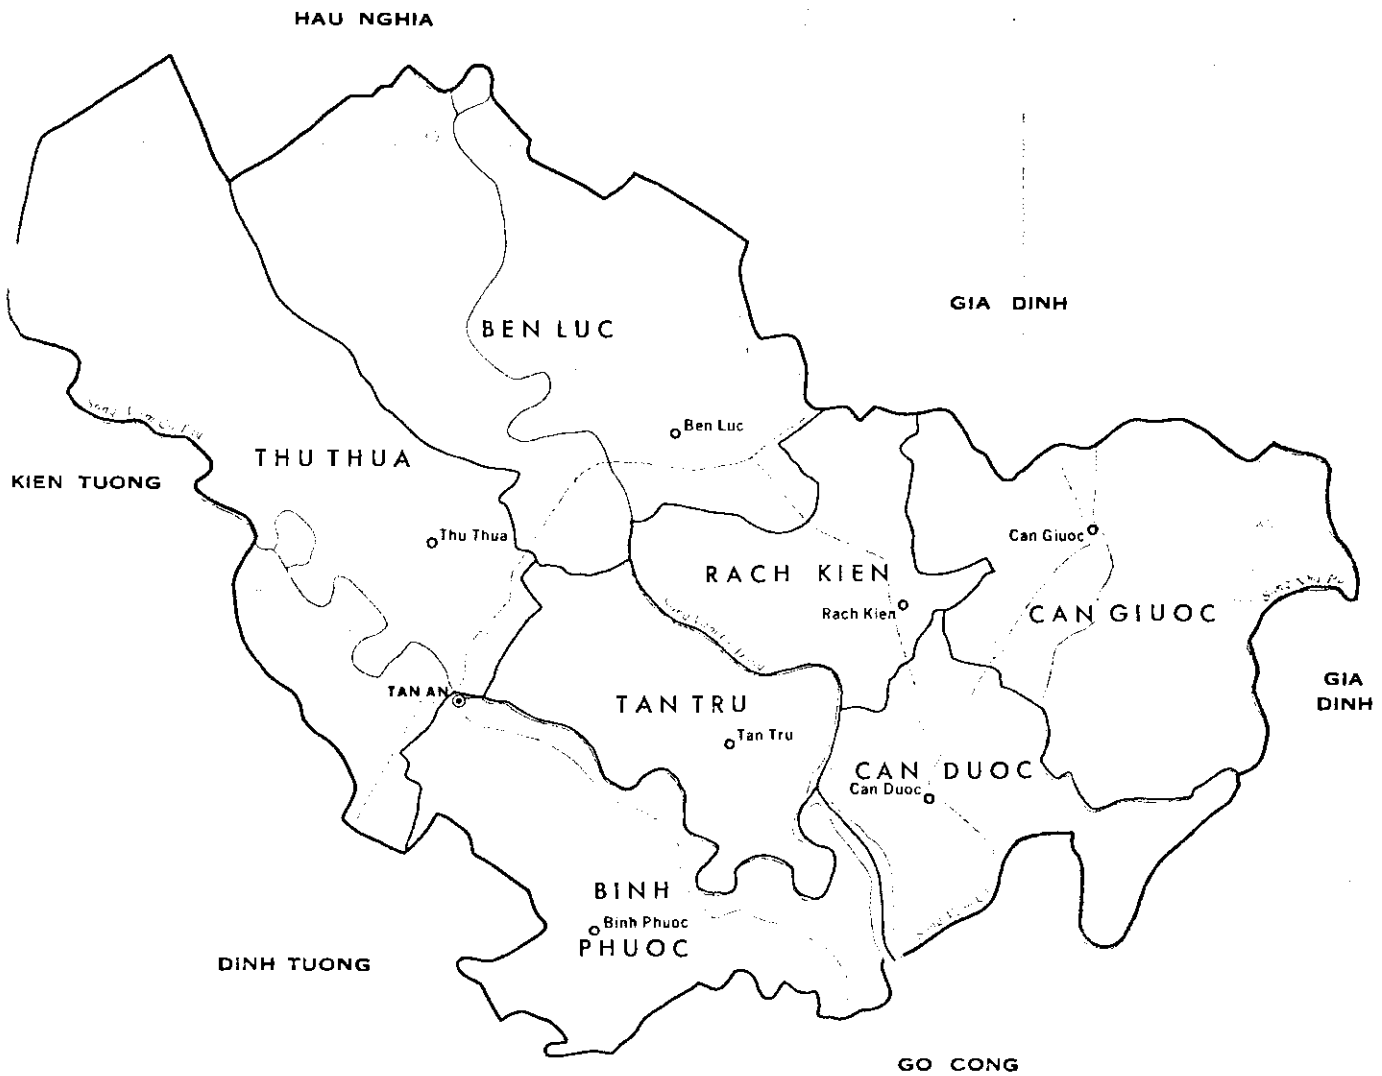 HAU NGHIA
GIA DINH
BEN LUC
Ben Luc
THU THUA
KIEN TUONG
Thu Thua
Can Giuoc
RACH KIEN
Rach Kien
CAN GIUOC
TAN AN
GIA
DINH
TAN TRU
Tan Tru
CAN DUOC
Can Duoc
BINH
Binh Phuoc
PHUOC
DINH TUONG
GO CONG